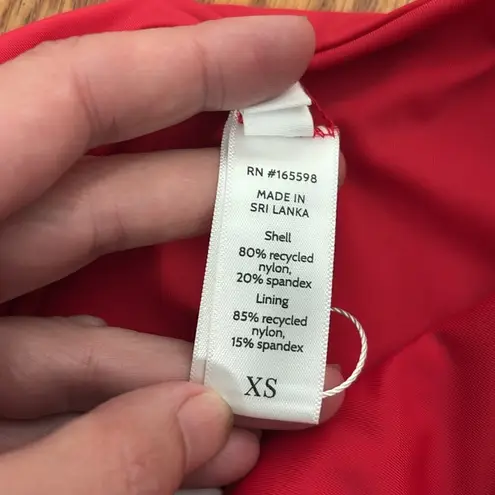 RN #165598
MADE IN
SRI LANKA
Shell
80% recycled
nylon,
20% spandex
Lining
85% recycled
nylon,
15% spandex
XS